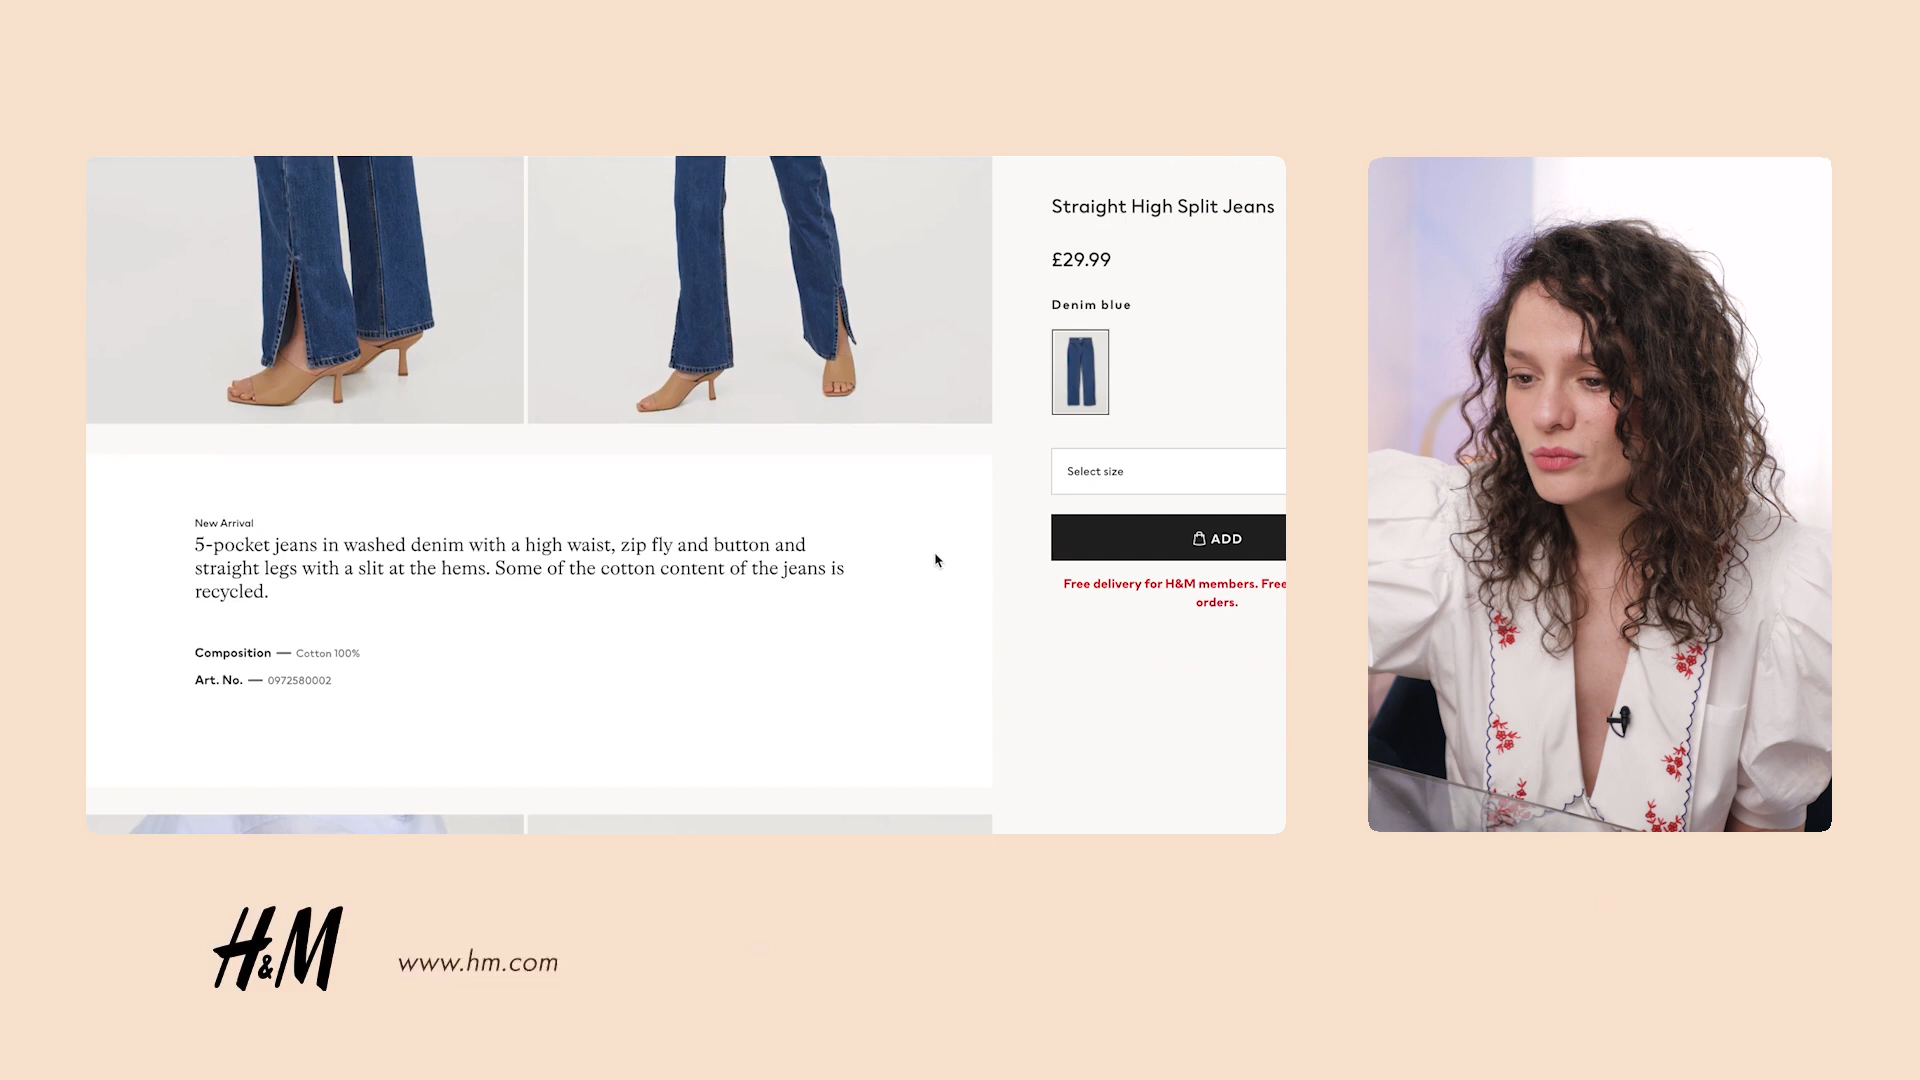 Straight High Split Jeans
£29.99
Denim blue
Select size
ADD
Free delivery for H&M members. Free
orders.
New Arrival
5-pocket jeans in washed denim with a high waist, zip fly and button and
straight legs with a slit at the hems. Some of the cotton content of the jeans is
recycled.
Composition — Cotton 100%
Art. No. — 0972580002
H&M
www.hm.com